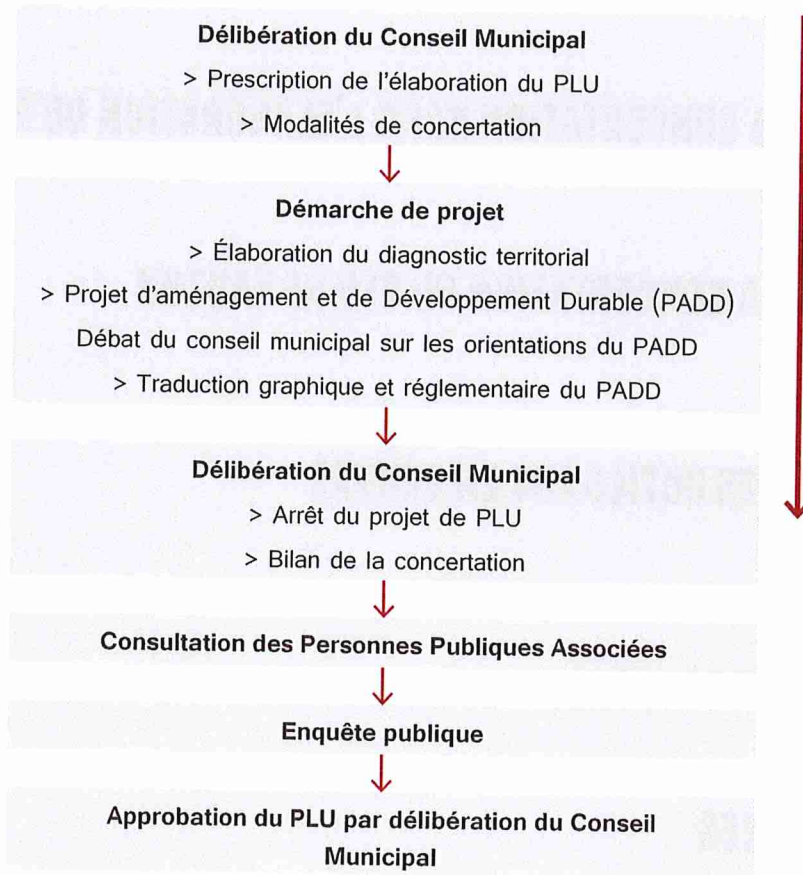 Délibération du Conseil Municipal
> Prescription de l'élaboration du PLU
> Modalités de concertation
Démarche de projet
> Élaboration du diagnostic territorial
> Projet d'aménagement et de Développement Durable (PADD)
Débat du conseil municipal sur les orientations du PADD
> Traduction graphique et réglementaire du PADD
Délibération du Conseil Municipal
> Arrêt du projet de PLU
> Bilan de la concertation
Consultation des Personnes Publiques Associées
Enquête publique
Approbation du PLU par délibération du Conseil
Municipal